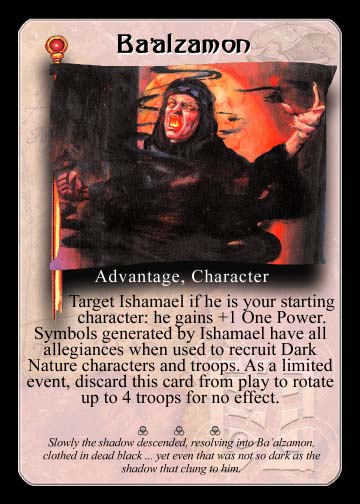 Ba'alzamon
Advantage, Character
Target Ishamael if he is your starting
character: he gains +1 One Power.
Symbols generated by Ishamael have all
allegiances when used to recruit Dark
Nature characters and troops. As a limited
event, discard this card from play to rotate
up to 4 troops for no effect.
Slowly the shadow descended, resolving into Ba'alzamon,
clothed in dead black ... yet even that was not so dark as the
shadow that clung to him.